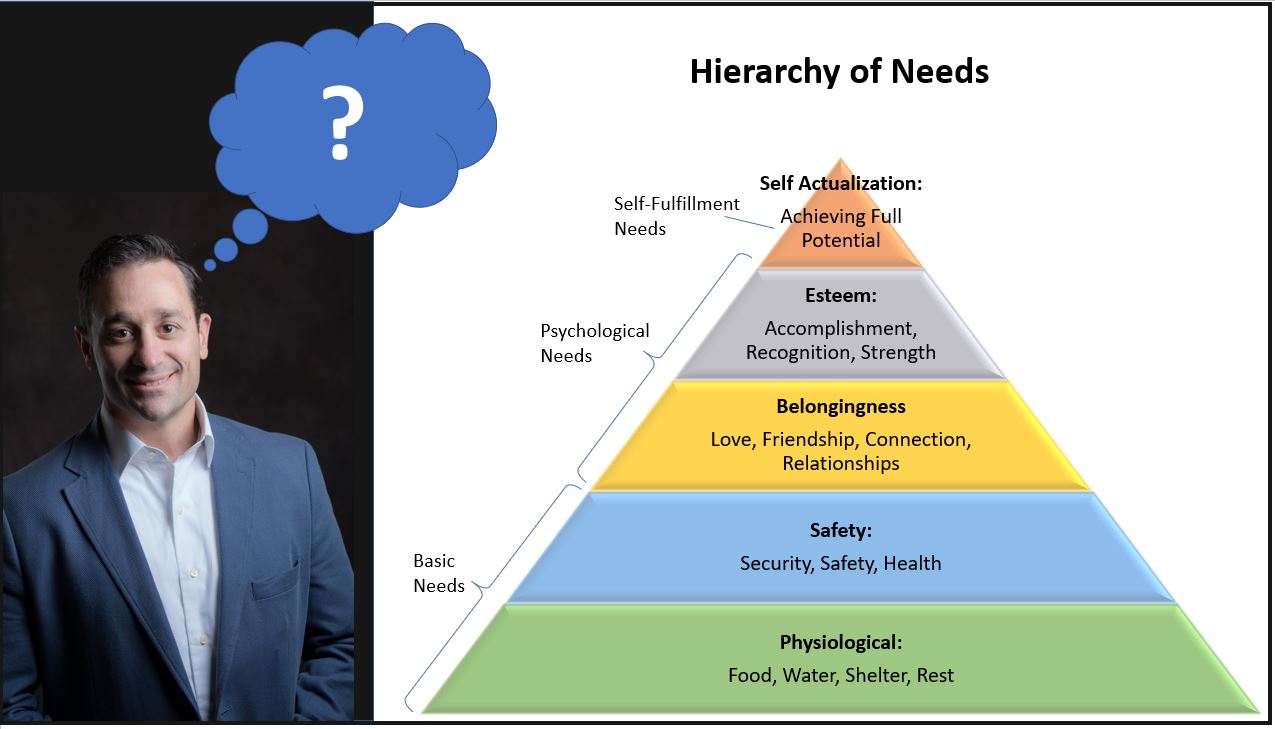 ?
Hierarchy of Needs
Self-Fulfillment
Needs
Self Actualization:
Achieving Full
Potential
Psychological
Needs
Esteem:
Accomplishment,
Recognition, Strength
Belongingness
Love, Friendship, Connection,
Relationships
Basic
Needs
Safety:
Security, Safety, Health
Physiological:
Food, Water, Shelter, Rest